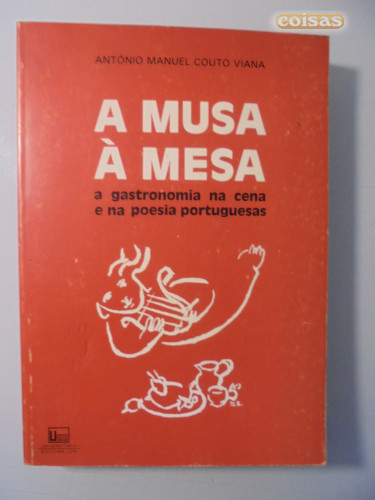 coisas
ANTÓNIO MANUEL COUTO VIANA
A MUSA
À MESA
a gastronomia na cena
e na poesia portuguesas